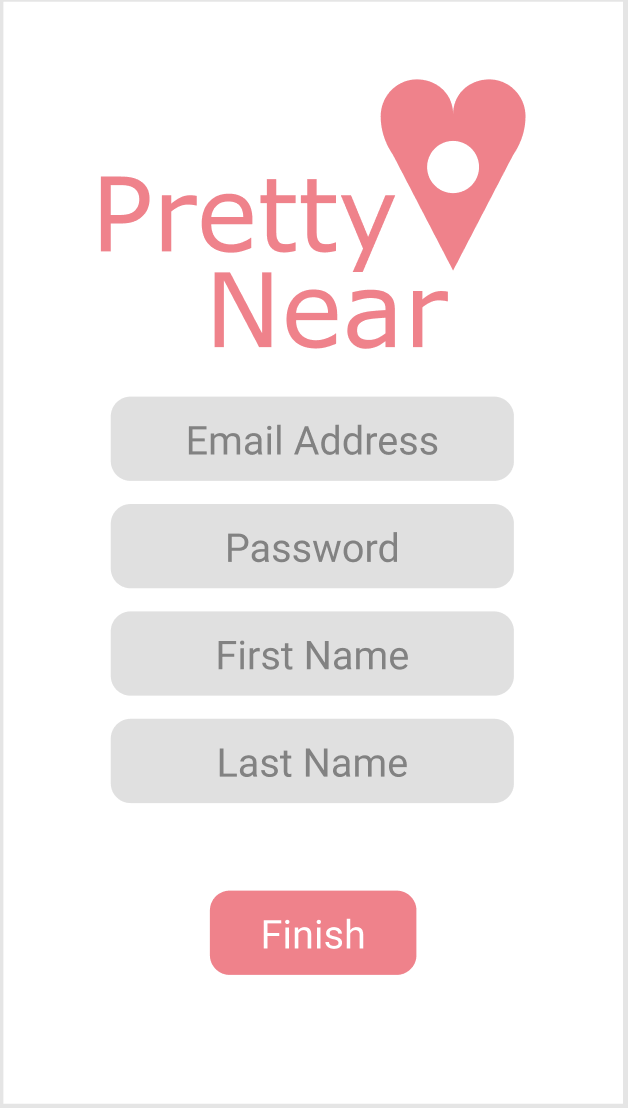 Pretty
Near
Email Address
Password
First Name
Last Name
Finish